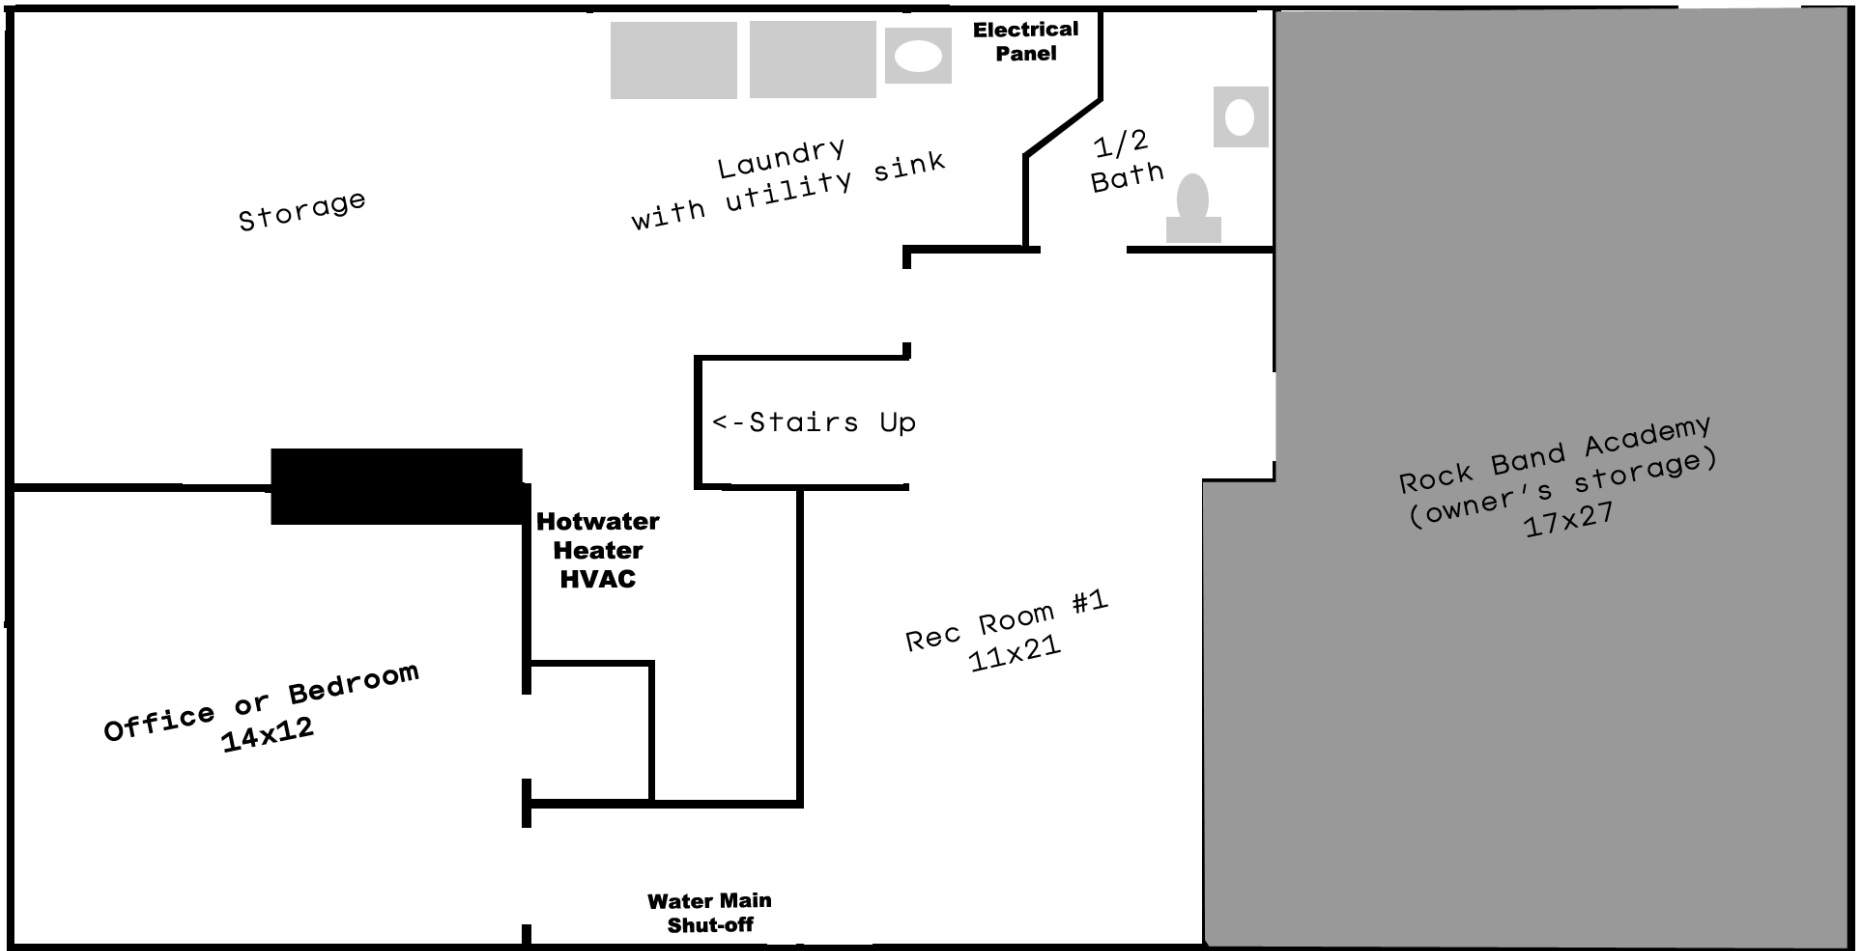 Electrical
Panel
Laundry
with utility sink
1/2
Bath
Storage
<-Stairs Up
Rock Band Academy
(owner's storage)
17x27
Hotwater
Heater
HVAC
Rec Room #1
11x21
Office or Bedroom
14x12
Water Main
Shut-off